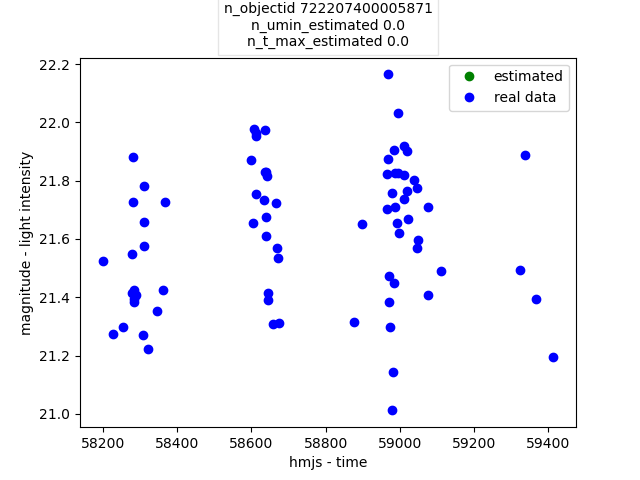 n_objectid 722207400005871
n_umin_estimated 0.0
n_t_max_estimated 0.0
estimated
real data
22.2
22.0
21.8
21.6
21.4
21.2
21.0
magnitude - light intensity
58200 58400 58600 58800 59000 59200 59400
hmjs - time